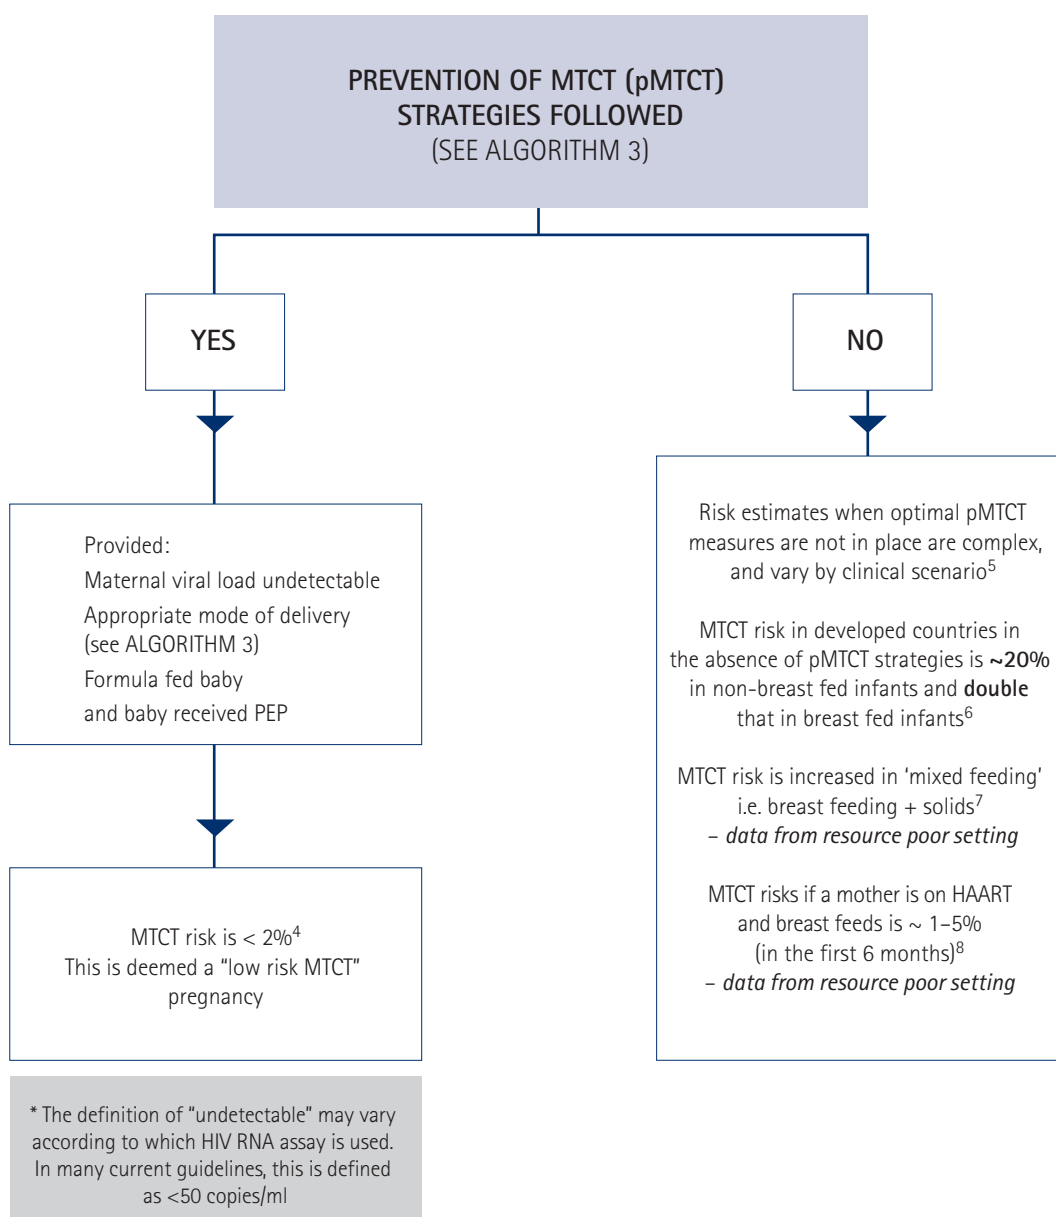 PREVENTION OF MTCT (pMTCT)
STRATEGIES FOLLOWED
(SEE ALGORITHM 3)
YES
NO
Provided:
Maternal viral load undetectable
Appropriate mode of delivery
(see ALGORITHM 3)
Formula fed baby
and baby received PEP
MTCT risk is < 2%4
This is deemed a “low risk MTCT”
pregnancy
* The definition of “undetectable” may vary
according to which HIV RNA assay is used.
In many current guidelines, this is defined
as <50 copies/ml
Risk estimates when optimal pMTCT
measures are not in place are complex,
and vary by clinical scenario5
MTCT risk in developed countries in
the absence of pMTCT strategies is ~20%
in non-breast fed infants and double
that in breast fed infants6
MTCT risk is increased in ‘mixed feeding’
i.e. breast feeding + solids7
– data from resource poor setting
MTCT risks if a mother is on HAART
and breast feeds is ~ 1–5%
(in the first 6 months)8
– data from resource poor setting